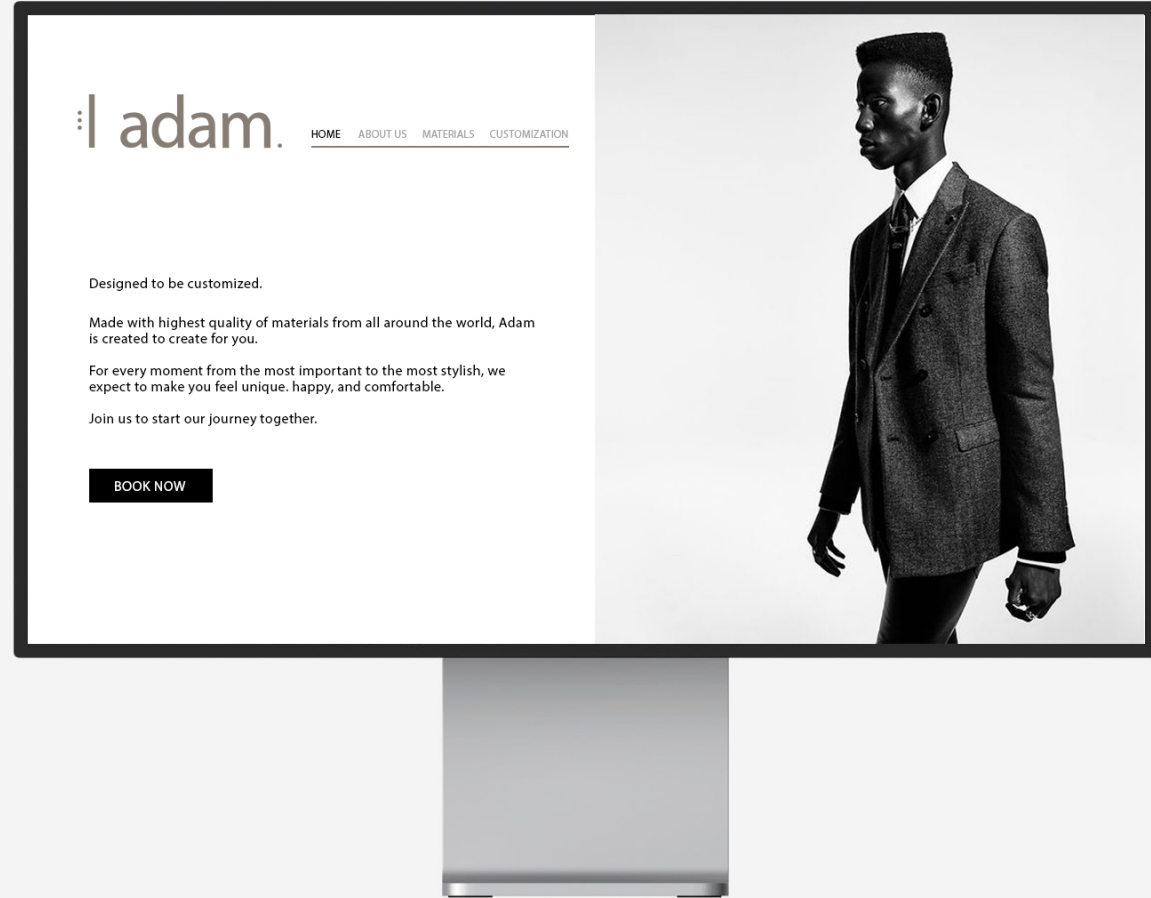 adam.
HOME ABOUT US MATERIALS CUSTOMIZATION
Designed to be customized.
Made with highest quality of materials from all around the world, Adam
is created to create for you.
For every moment from the most important to the most stylish, we
expect to make you feel unique. happy, and comfortable.
Join us to start our journey together.
BOOK NOW